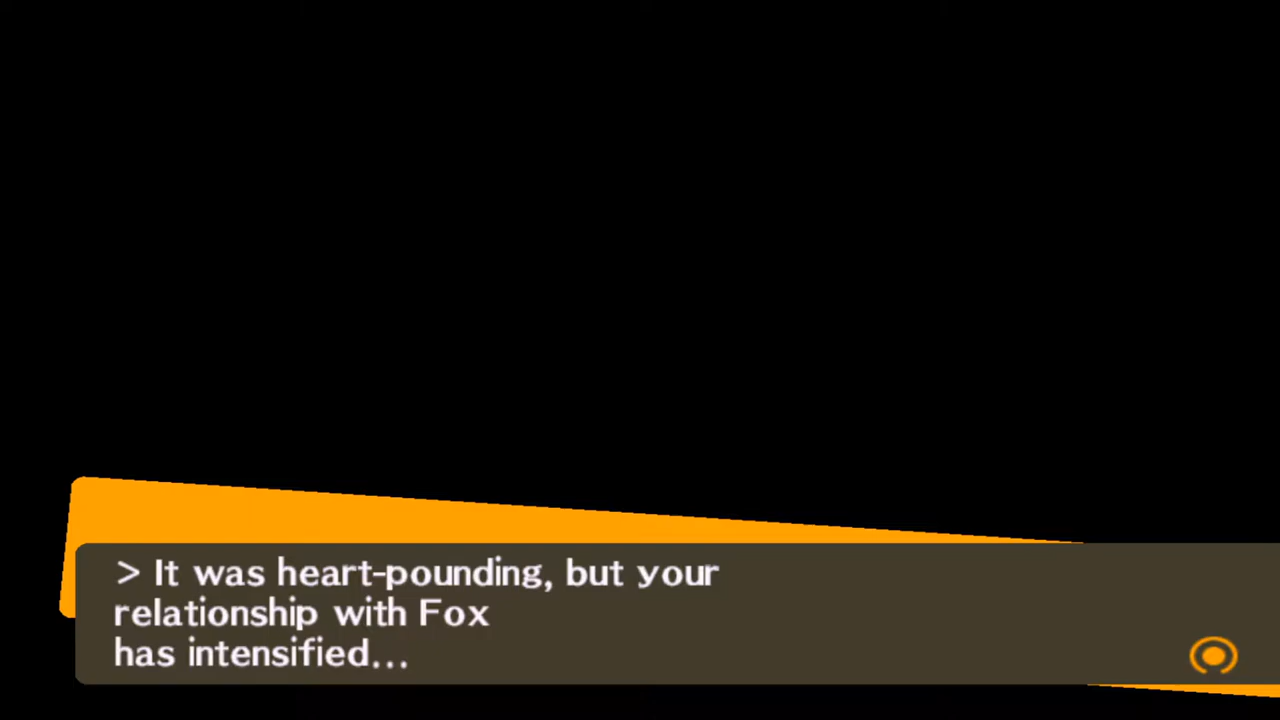 > It was heart-pounding, but your
relationship with Fox
has intensified...